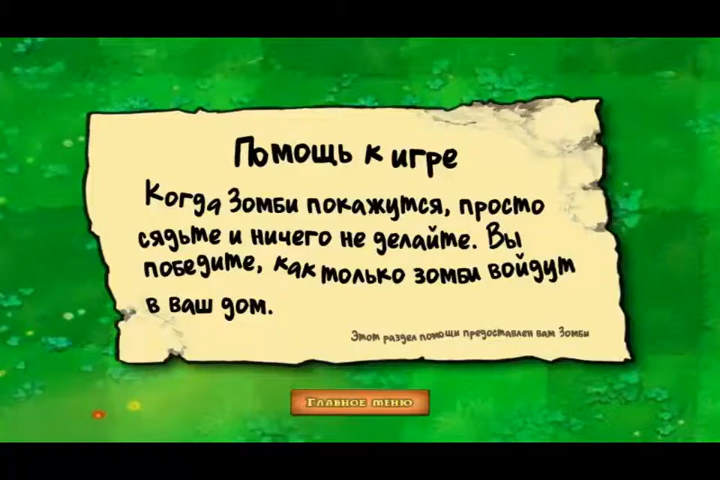 Помощь к игре
Когда Зомби покажутся, просто
сядьте и ничего не делайте. Вы
победите, как только зомби войдут
в ваш дом.
Этот раздел помощи предоставлен вам Зомби
Главное меню